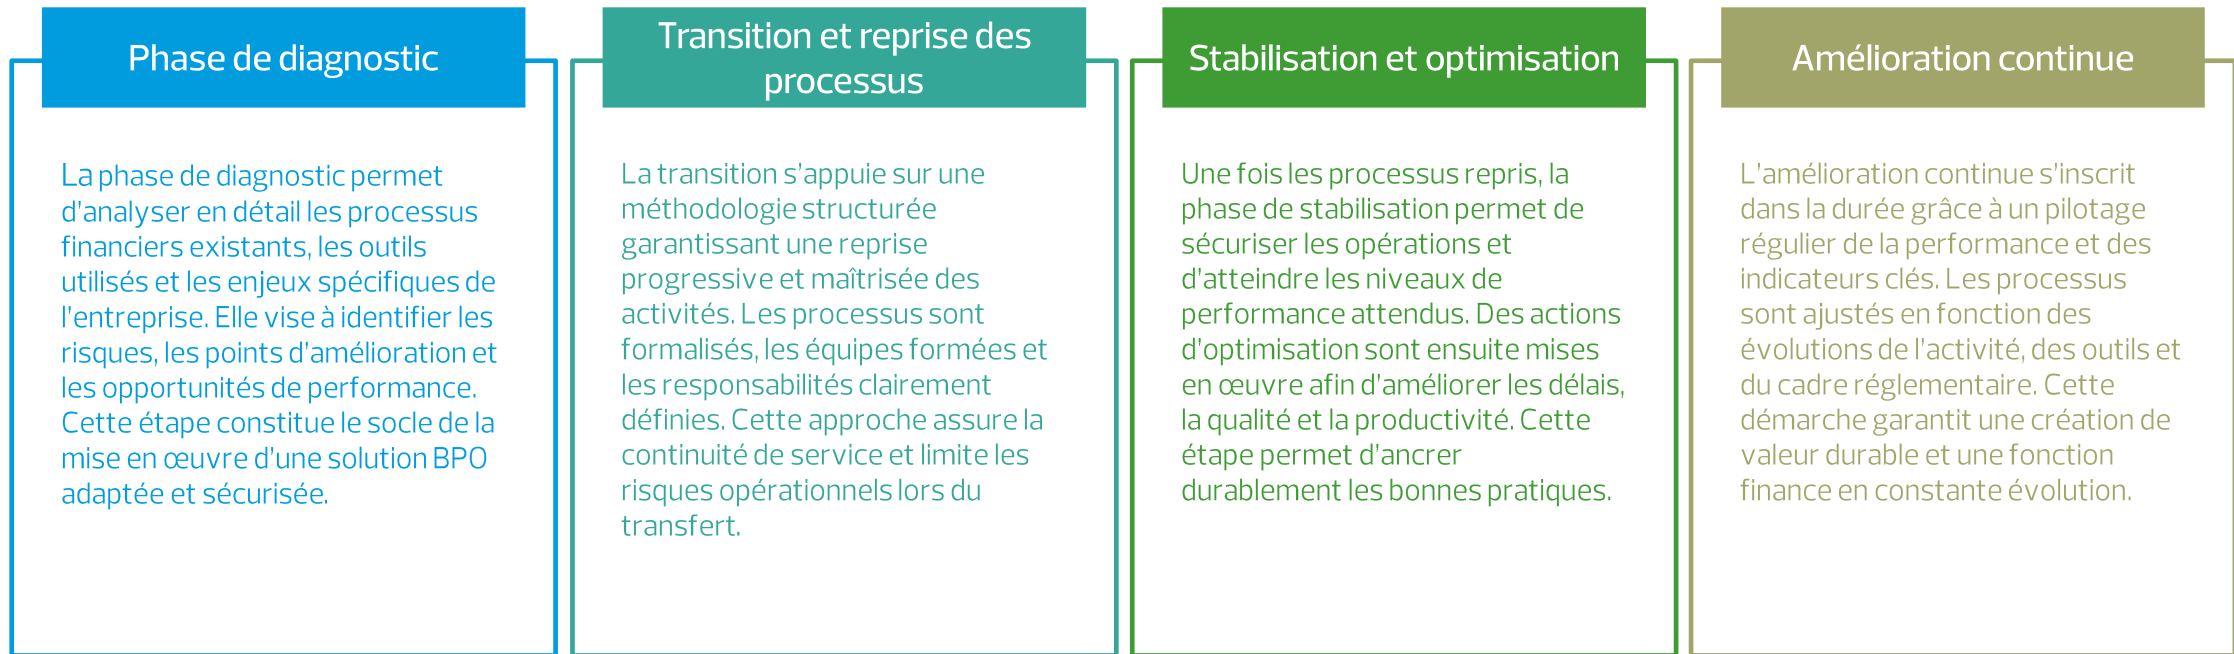 Phase de diagnostic
La phase de diagnostic permet
d'analyser en détail les processus
financiers existants, les outils
utilisés et les enjeux spécifiques de
l'entreprise. Elle vise à identifier les
risques, les points d'amélioration et
les opportunités de performance.
Cette étape constitue le socle de la
mise en œuvre d'une solution BPO
adaptée et sécurisée.
Transition et reprise des
processus
La transition s'appuie sur une
méthodologie structurée
garantissant une reprise
progressive et maîtrisée des
activités. Les processus sont
formalisés, les équipes formées et
les responsabilités clairement
définies. Cette approche assure la
continuité de service et limite les
risques opérationnels lors du
transfert.
Stabilisation et optimisation
Une fois les processus repris, la
phase de stabilisation permet de
sécuriser les opérations et
d'atteindre les niveaux de
performance attendus. Des actions
d'optimisation sont ensuite mises
en œuvre afin d'améliorer les délais,
la qualité et la productivité. Cette
étape permet d'ancrer
durablement les bonnes pratiques.
Amélioration continue
L'amélioration continue s'inscrit
dans la durée grâce à un pilotage
régulier de la performance et des
indicateurs clés. Les processus
sont ajustés en fonction des
évolutions de l'activité, des outils et
du cadre réglementaire. Cette
démarche garantit une création de
valeur durable et une fonction
finance en constante évolution.